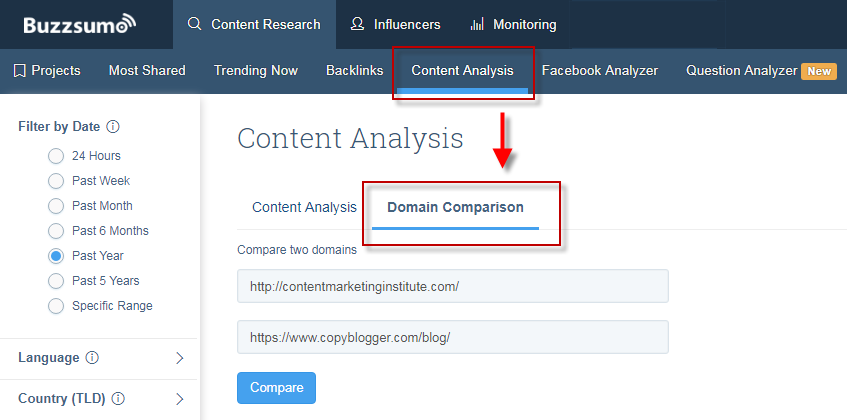 Buzzsumo
Content Research
Influencers
Monitoring
Projects
Most Shared
Trending Now
Backlinks
Content Analysis
Facebook Analyzer
Question Analyzer New
Filter by Date
24 Hours
Past Week
Past Month
Past 6 Months
Past Year
Past 5 Years
Specific Range
Language
Country (TLD)
Content Analysis
Content Analysis
Domain Comparison
Compare two domains
http://contentmarketinginstitute.com/
https://www.copyblogger.com/blog/
Compare